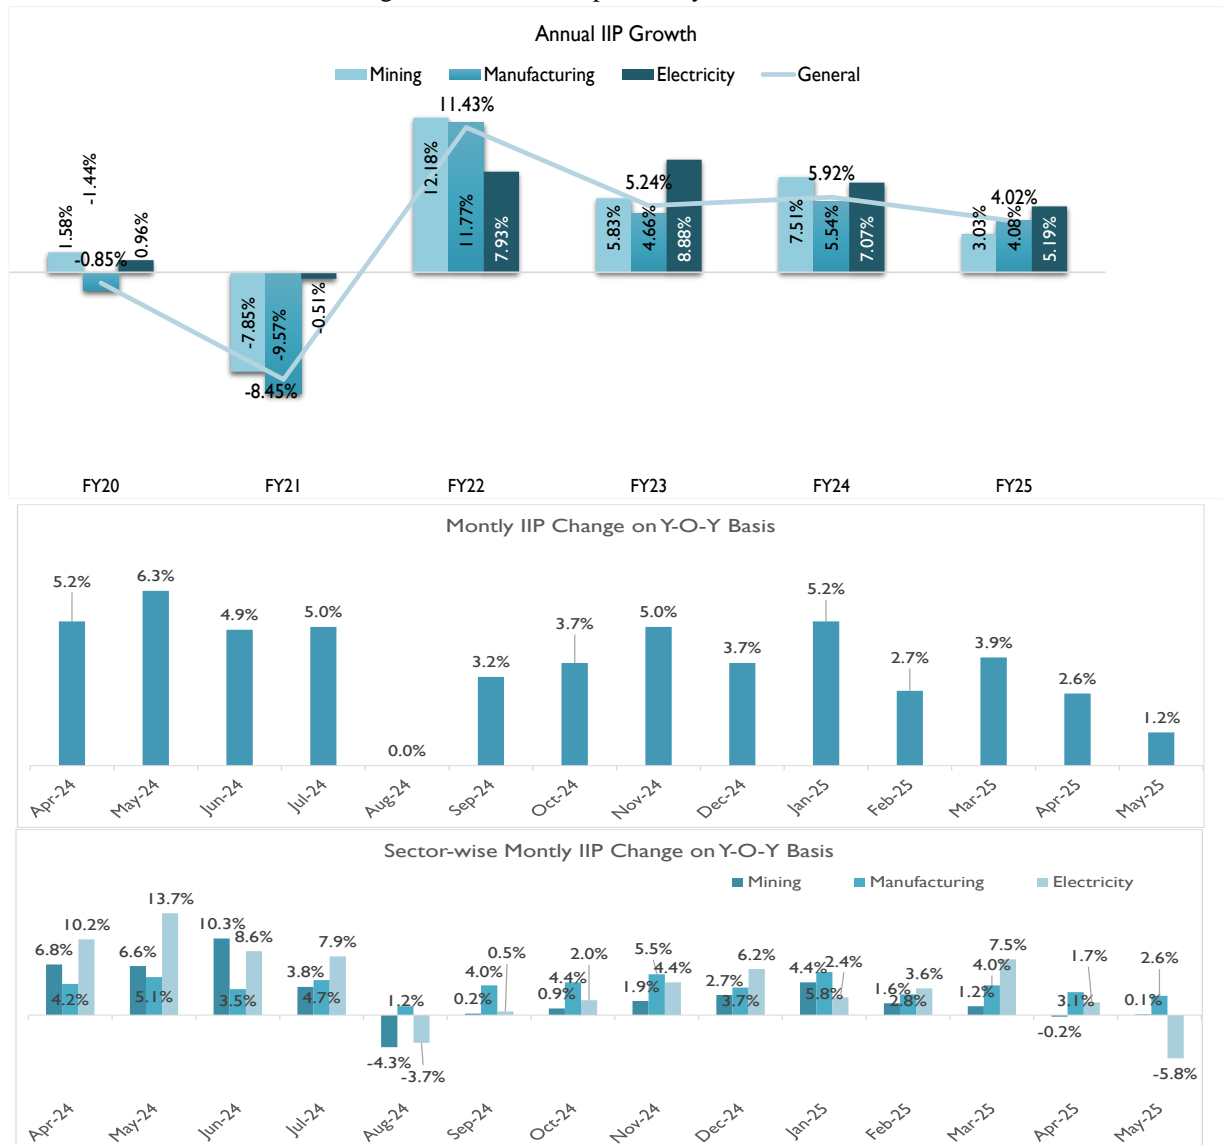 Annual IIP Growth
Mining Manufacturing Electricity General
1.58% -1.44% -0.85% 0.96%
-7.85% -9.57% -0.51% -8.45%
12.18% 11.77% 7.93% 11.43%
5.83% 4.66% 8.88% 5.24%
7.51% 5.54% 7.07% 5.92%
3.03% 4.08% 5.19% 4.02%
FY20 FY21 FY22 FY23 FY24 FY25
Montly IIP Change on Y-O-Y Basis
5.2% 6.3% 4.9% 5.0% 0.0% 3.2% 3.7% 5.0% 3.7% 5.2% 2.7% 3.9% 2.6% 1.2%
Apr-24 May-24 Jun-24 Jul-24 Aug-24 Sep-24 Oct-24 Nov-24 Dec-24 Jan-25 Feb-25 Mar-25 Apr-25 May-25
Sector-wise Montly IIP Change on Y-O-Y Basis
Mining Manufacturing Electricity
6.8% 4.2% 10.2%
6.6% 5.1% 13.7%
10.3% 3.5% 8.6%
3.8% 4.7% 7.9%
-4.3% 1.2% -3.7%
0.2% 4.0% 0.5%
0.9% 4.4% 2.0%
1.9% 5.5% 4.4%
2.7% 3.7% 6.2%
4.4% 5.8% 2.4%
1.6% 2.8% 3.6%
1.2% 4.0% 7.5%
-0.2% 3.1% 1.7%
0.1% 2.6% -5.8%
Apr-24 May-24 Jun-24 Jul-24 Aug-24 Sep-24 Oct-24 Nov-24 Dec-24 Jan-25 Feb-25 Mar-25 Apr-25 May-25